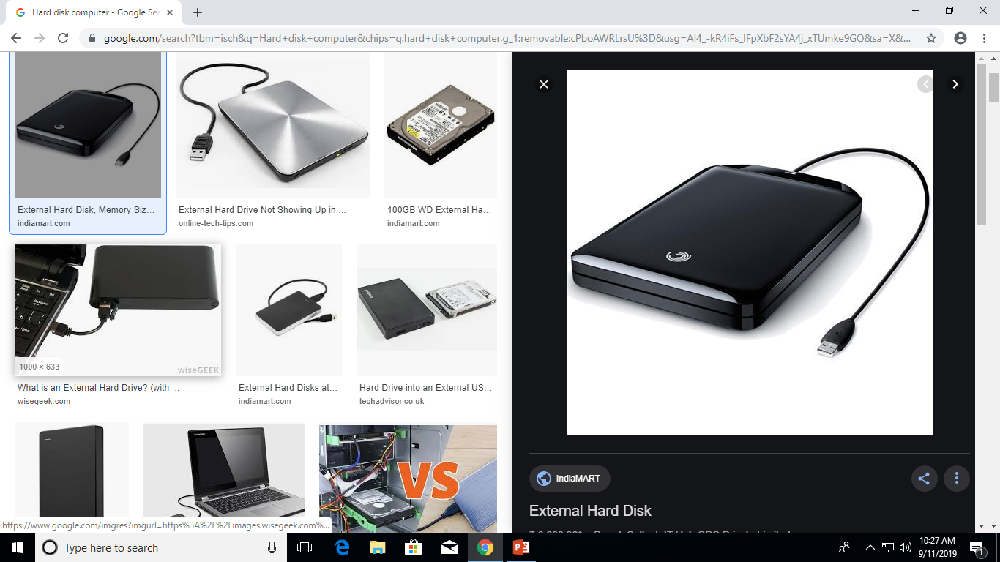 Hard disk computer - Google Sea
google.com/search?tbm=isch&q=Hard+disk+computer&chips=q:hard+disk+computer,g_1:removable:cPboAWRLrsU%3D&usg=AI4_-kR4iFs_lFpXbF2sYA4j_xTUmke9GQ&sa=X&...
External Hard Disk, Memory Siz...
indiamart.com
External Hard Drive Not Showing Up in ...
online-tech-tips.com
100GB WD External Ha...
indiamart.com
1000 × 633
wiseGEEK
What is an External Hard Drive? (with ...
wisegeek.com
External Hard Disks at...
indiamart.com
Hard Drive into an External US...
techadvisor.co.uk
VS
IndiaMART
External Hard Disk
https://www.google.com/imgres?imgurl=https%3A%2F%2Fimages.wisegeek.com%...
Type here to search
10:27 AM
9/11/2019
1